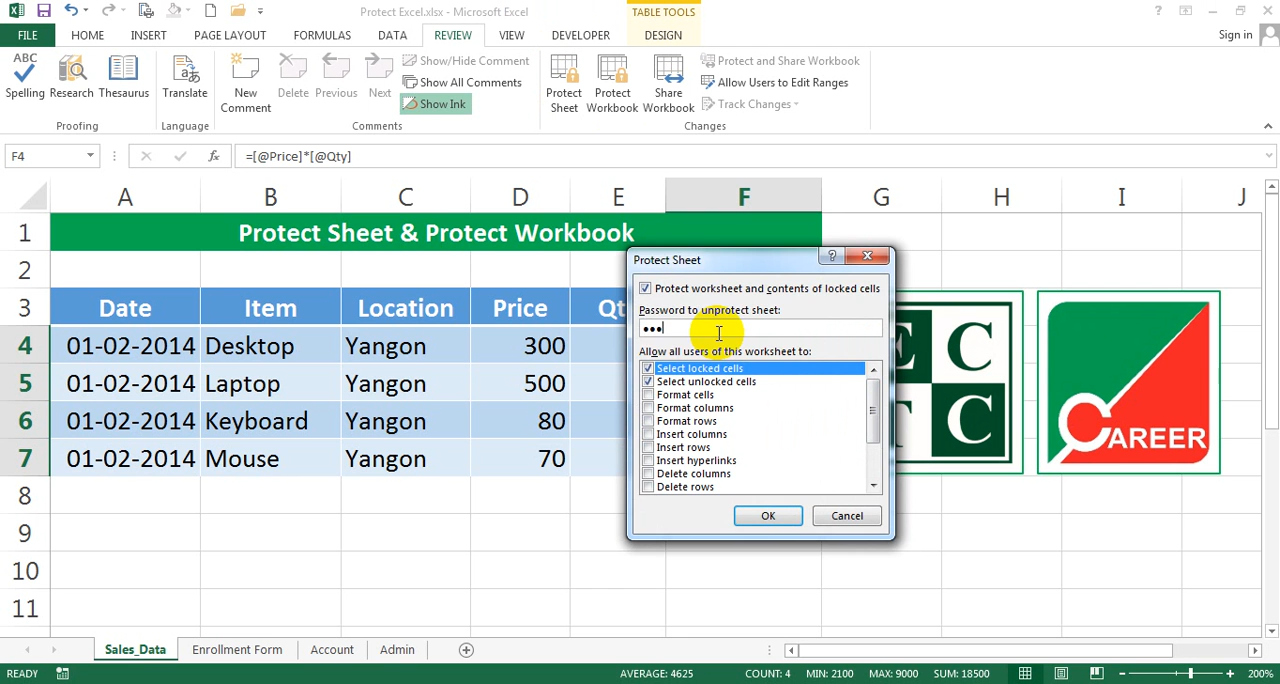 Protect Excel.xlsx - Microsoft Excel
TABLE TOOLS
Sign in
FILE HOME INSERT PAGE LAYOUT FORMULAS DATA REVIEW VIEW DEVELOPER DESIGN
ABC
Spelling Research Thesaurus
Proofing
Translate
Language
New Comment
Delete Previous Next
Show/Hide Comment
Show All Comments
Show Ink
Comments
Protect Sheet
Protect Workbook
Share Workbook
Protect and Share Workbook
Allow Users to Edit Ranges
Track Changes
Changes
F4
fx
=[@Price]*[@Qty]
A B C D E F G H I J
1 Protect Sheet & Protect Workbook
2
3 Date Item Location Price
4 01-02-2014 Desktop Yangon 300
5 01-02-2014 Laptop Yangon 500
6 01-02-2014 Keyboard Yangon 80
7 01-02-2014 Mouse Yangon 70
8
9
10
11
Protect Sheet
Protect worksheet and contents of locked cells
Password to unprotect sheet:
•••
Allow all users of this worksheet to:
Select locked cells
Select unlocked cells
Format cells
Format columns
Format rows
Insert columns
Insert rows
Insert hyperlinks
Delete columns
Delete rows
OK Cancel
C
C
CAREER
Sales_Data Enrollment Form Account Admin
READY
AVERAGE: 4625 COUNT: 4 MIN: 2100 MAX: 9000 SUM: 18500
200%